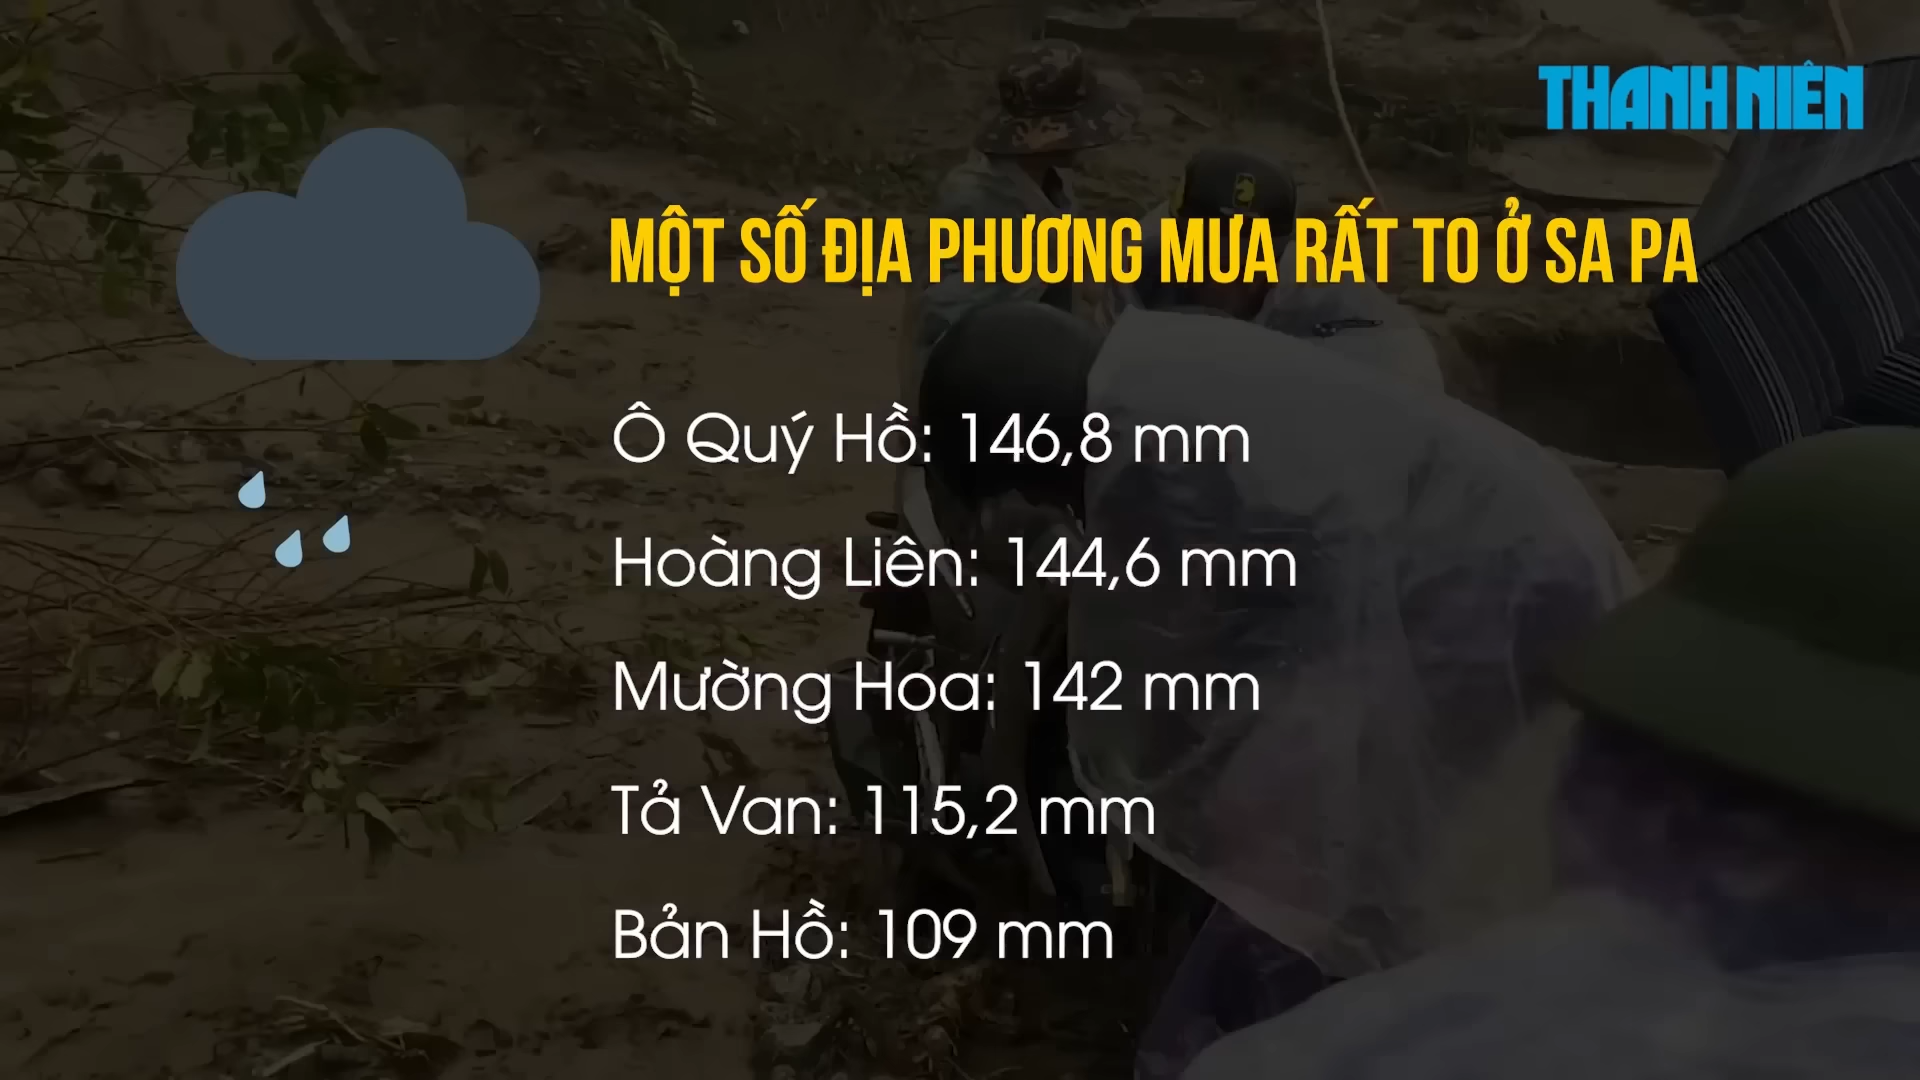 THANH NIÊN
MỘT SỐ ĐỊA PHƯƠNG MƯA RẤT TO Ở SA PA
Ô Quý Hồ: 146,8 mm
Hoàng Liên: 144,6 mm
Mường Hoa: 142 mm
Tả Van: 115,2 mm
Bản Hồ: 109 mm